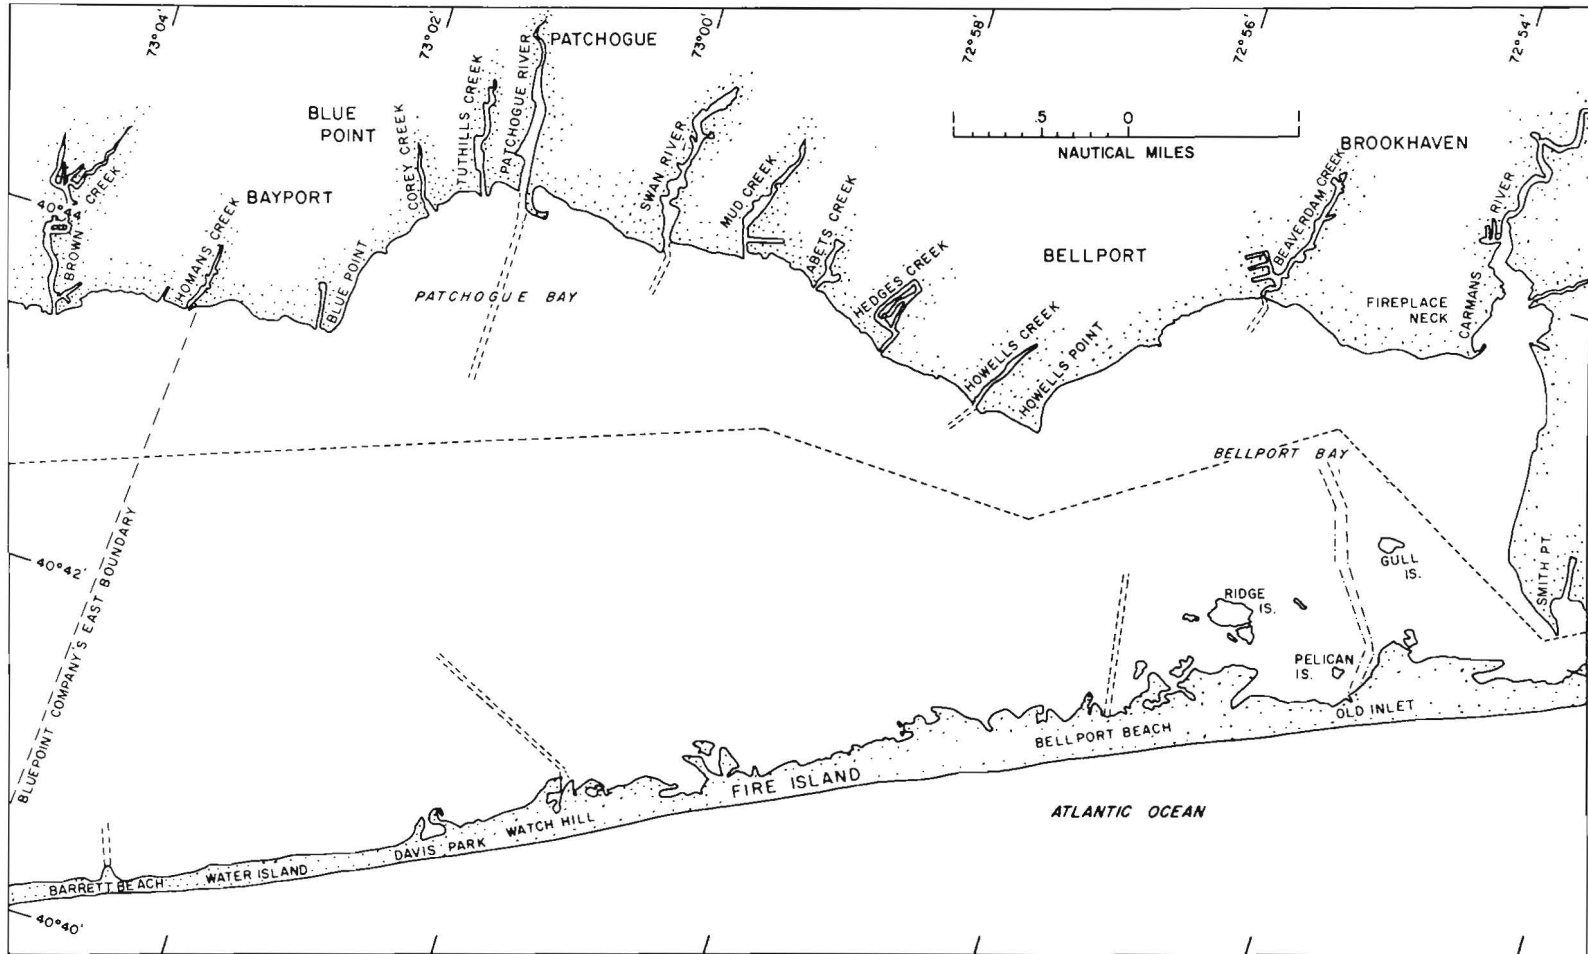 73°04'
73°02'
73°00'
72°58'
72°56'
72°54'
PATCHOGUE
BLUE
POINT
COREY CREEK
TUTHILLS CREEK
PATCHOGUE RIVER
SWAN RIVER
MUD CREEK
ABETS CREEK
1 .5 0 1
NAUTICAL MILES
BROOKHAVEN
BROWN CREEK
40°44'
HOMANS CREEK
BAYPORT
BLUE POINT
PATCHOGUE BAY
HEDGES CREEK
BELLPORT
BEAVERDAM CREEK
CARMANS RIVER
FIREPLACE
NECK
HOWELLS CREEK
HOWELLS POINT
BELLPORT BAY
BLUEPOINT COMPANY'S EAST BOUNDARY
40°42'
GULL
IS.
RIDGE
IS.
SMITH PT.
PELICAN
IS.
OLD INLET
BELLPORT BEACH
FIRE ISLAND
ATLANTIC OCEAN
WATCH HILL
DAVIS PARK
WATER ISLAND
BARRETT BEACH
40°40'